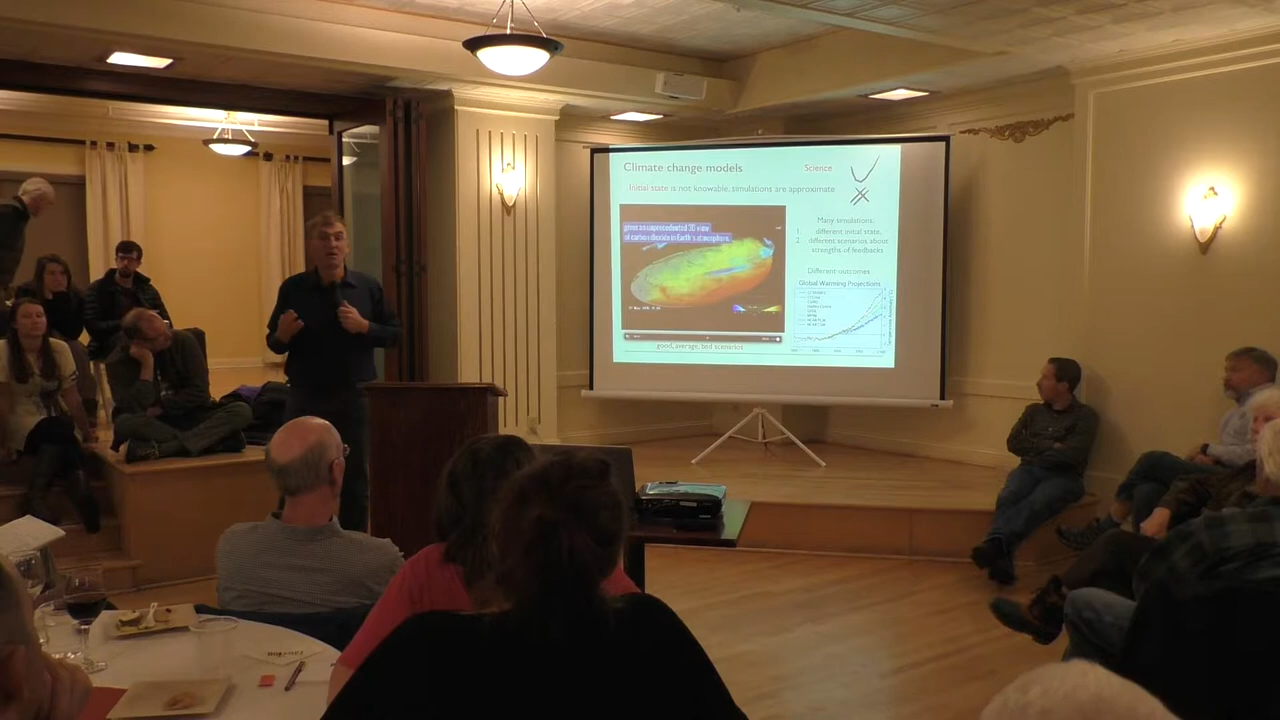 Climate change models
Science
Initial state is not knowable, simulations are approximate
gives an unprecedented 3D view
of carbon dioxide in Earth's atmosphere.
Many simulations:
1. different initial state,
2. different scenarios about
strengths of feedbacks
Different outcomes
Global Warming Projections
good, average, bad scenarios